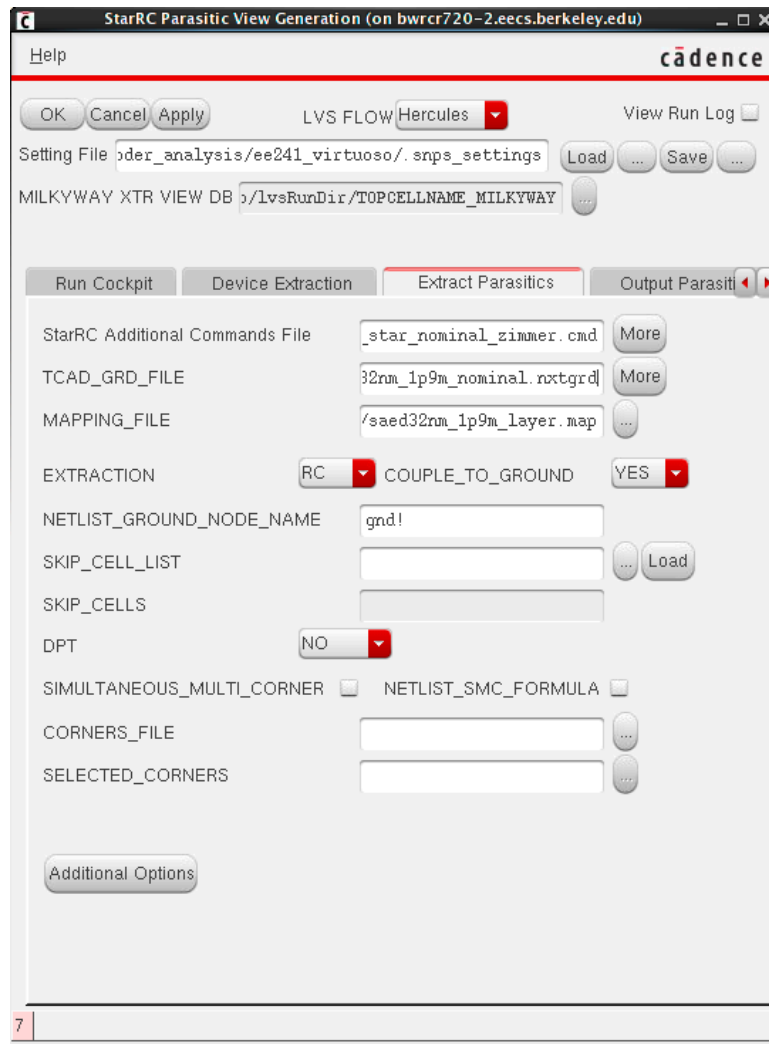 StarRC Parasitic View Generation (on bwrcr720-2.eecs.berkeley.edu)
Help
cādence
OK Cancel Apply LVS FLOW Hercules View Run Log
Setting File oder_analysis/ee241_virtuoso/.snps_settings Load ... Save ...
MILKYWAY XTR VIEW DB /lvsRunDir/TOPCELLNAME_MILKYWAY ...
Run Cockpit Device Extraction Extract Parasitics Output Parasiti
StarRC Additional Commands File _star_nominal_zimmer.cmd More
TCAD_GRD_FILE 32nm_1p9m_nominal.nxtgrd More
MAPPING_FILE /saed32nm_1p9m_layer.map ...
EXTRACTION RC COUPLE_TO_GROUND YES
NETLIST_GROUND_NODE_NAME gnd!
SKIP_CELL_LIST ... Load
SKIP_CELLS
DPT NO
SIMULTANEOUS_MULTI_CORNER NETLIST_SMC_FORMULA
CORNERS_FILE ...
SELECTED_CORNERS ...
Additional Options
7